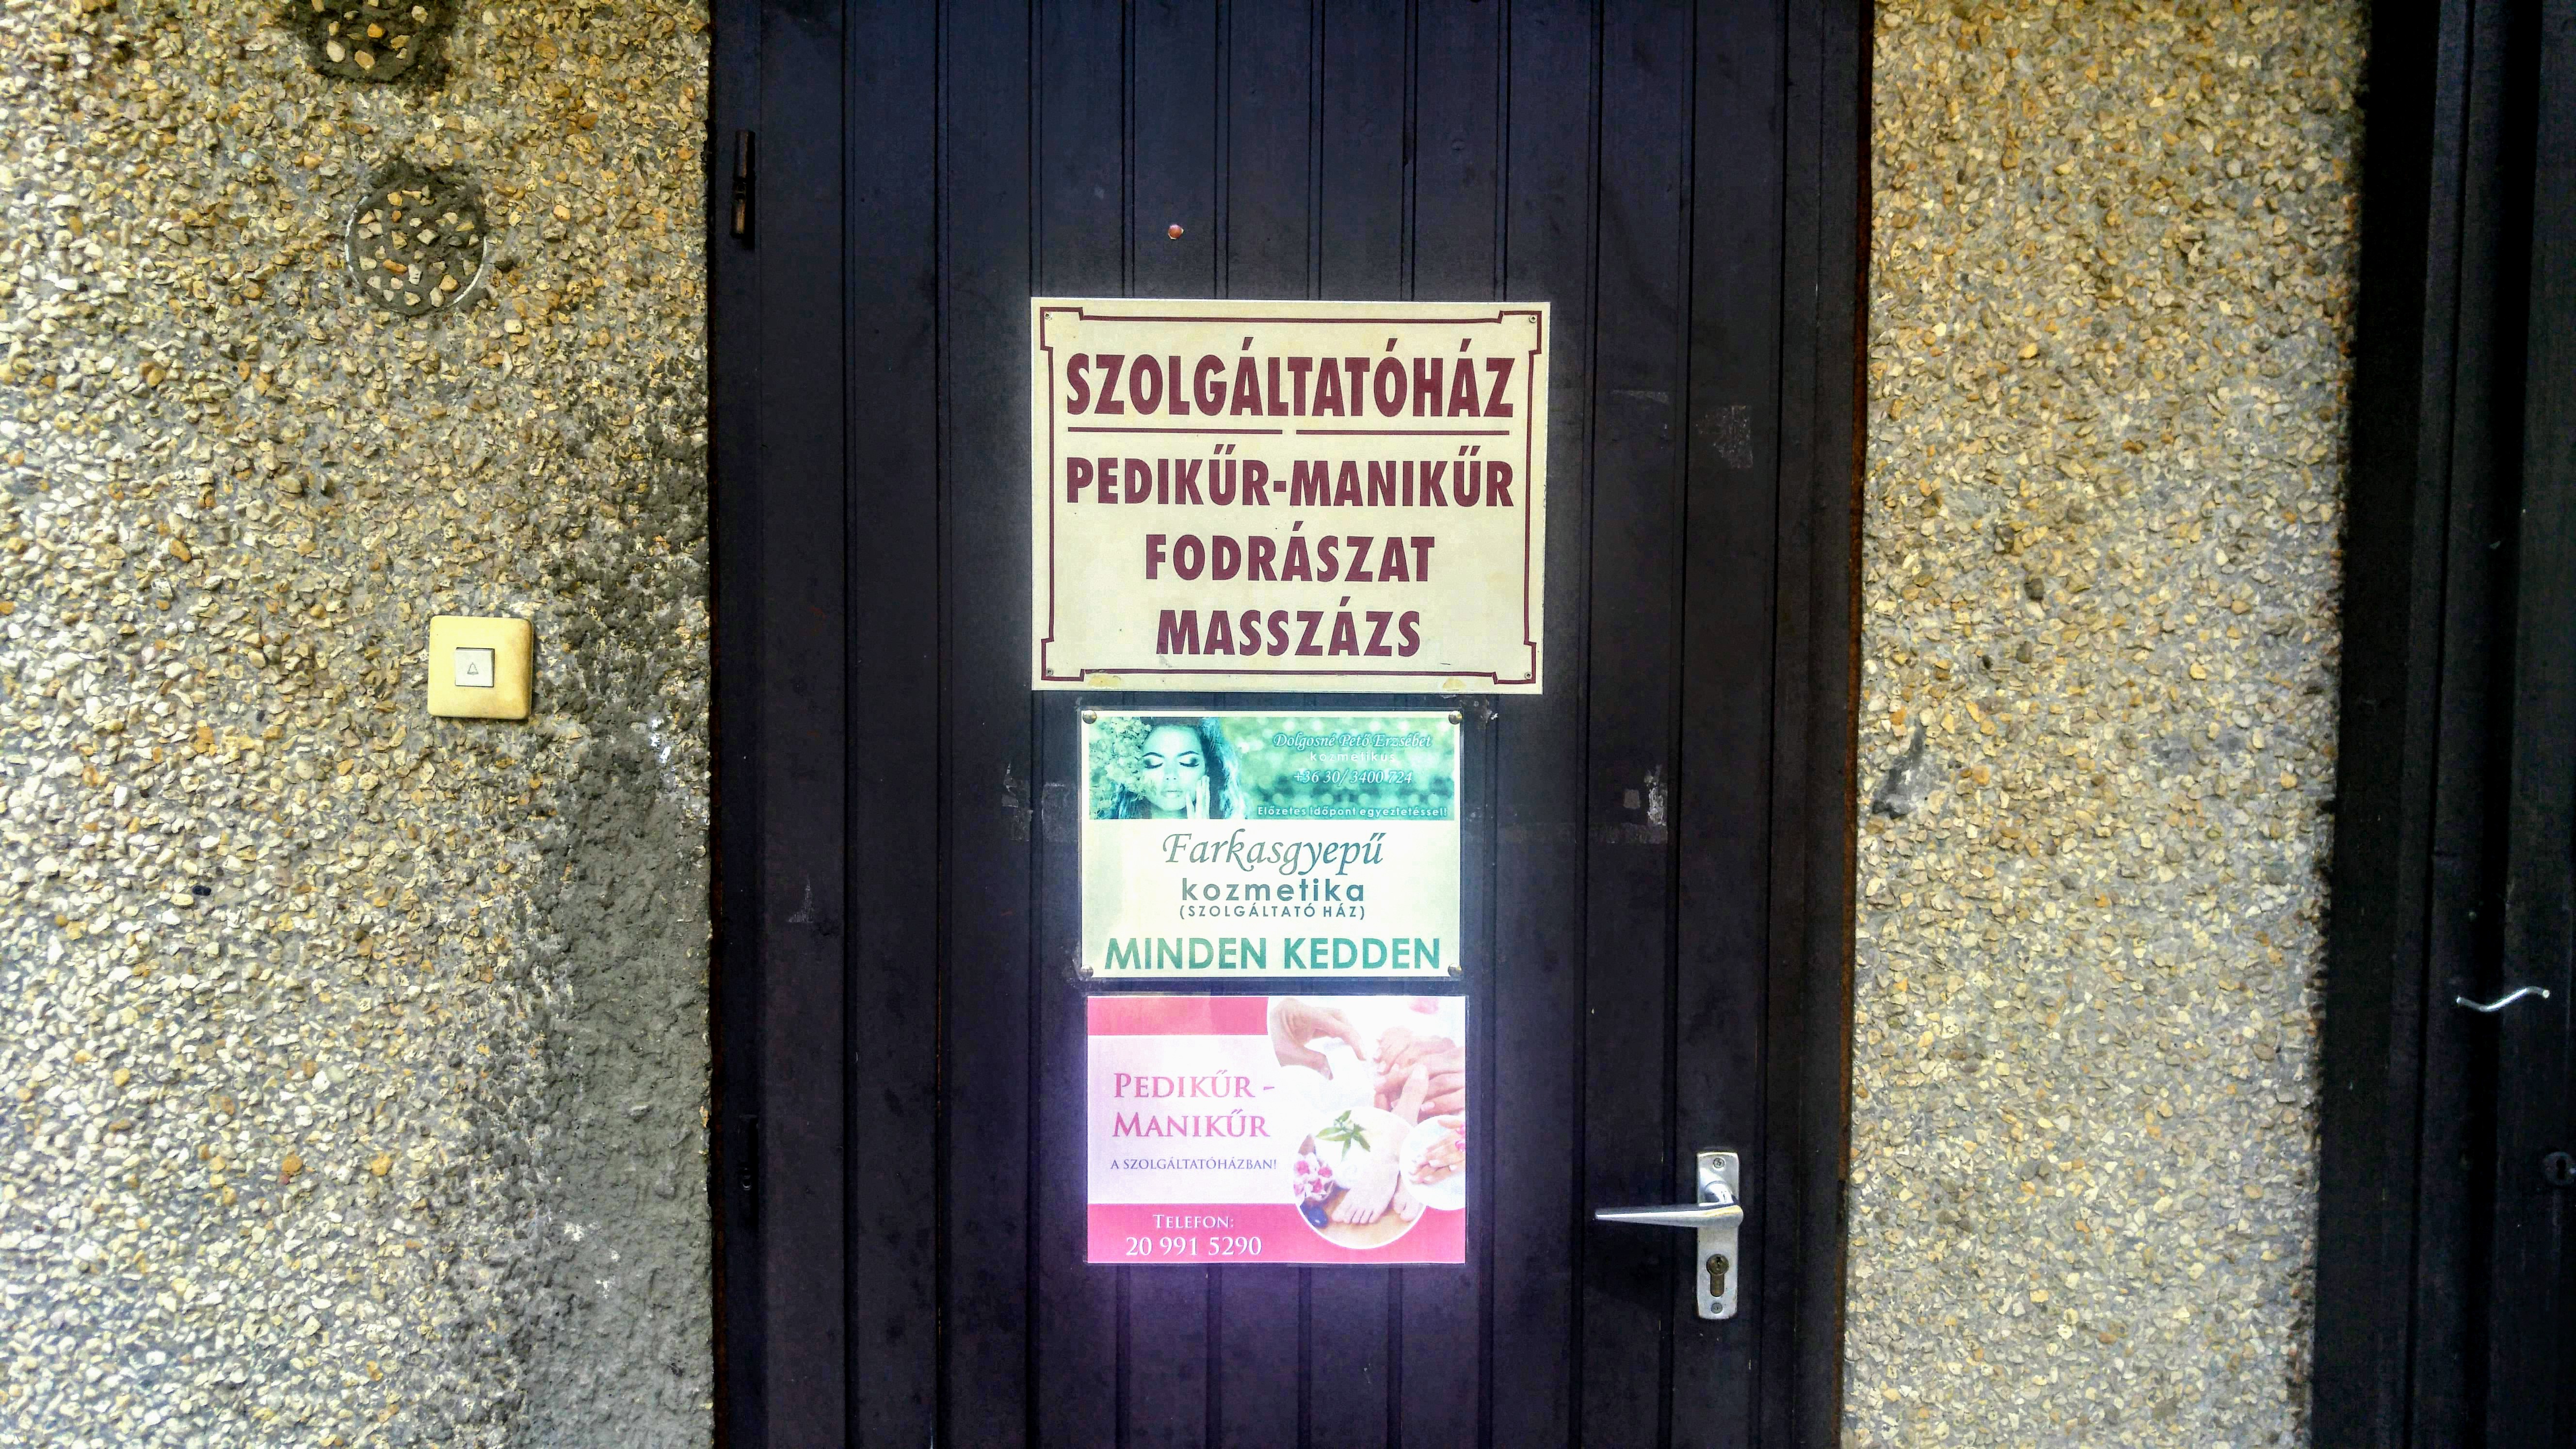 SZOLGÁLTATÓHÁZ
PEDIKŰR-MANIKŰR
FODRÁSZAT
MASSZÁZS
Dolgosné Pető Erzsébet
kozmetikus
+36 30/ 3400 724
Előzetes időpont egyeztetéssel!
Farkasgyepű
kozmetika
(SZOLGÁLTATÓ HÁZ)
MINDEN KEDDEN
PEDIKŰR -
MANIKŰR
A SZOLGÁLTATÓHÁZBAN!
TELEFON:
20 991 5290